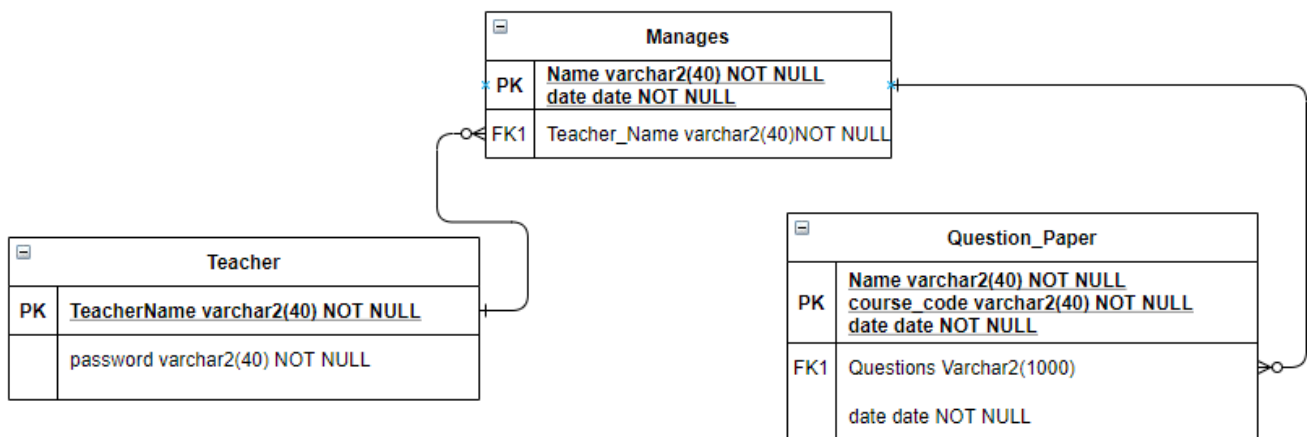 Manages
PK
Name varchar2(40) NOT NULL
date date NOT NULL
FK1
Teacher_Name varchar2(40)NOT NULL
Teacher
PK
TeacherName varchar2(40) NOT NULL
password varchar2(40) NOT NULL
Question_Paper
PK
Name varchar2(40) NOT NULL
course_code varchar2(40) NOT NULL
date date NOT NULL
FK1
Questions Varchar2(1000)
date date NOT NULL